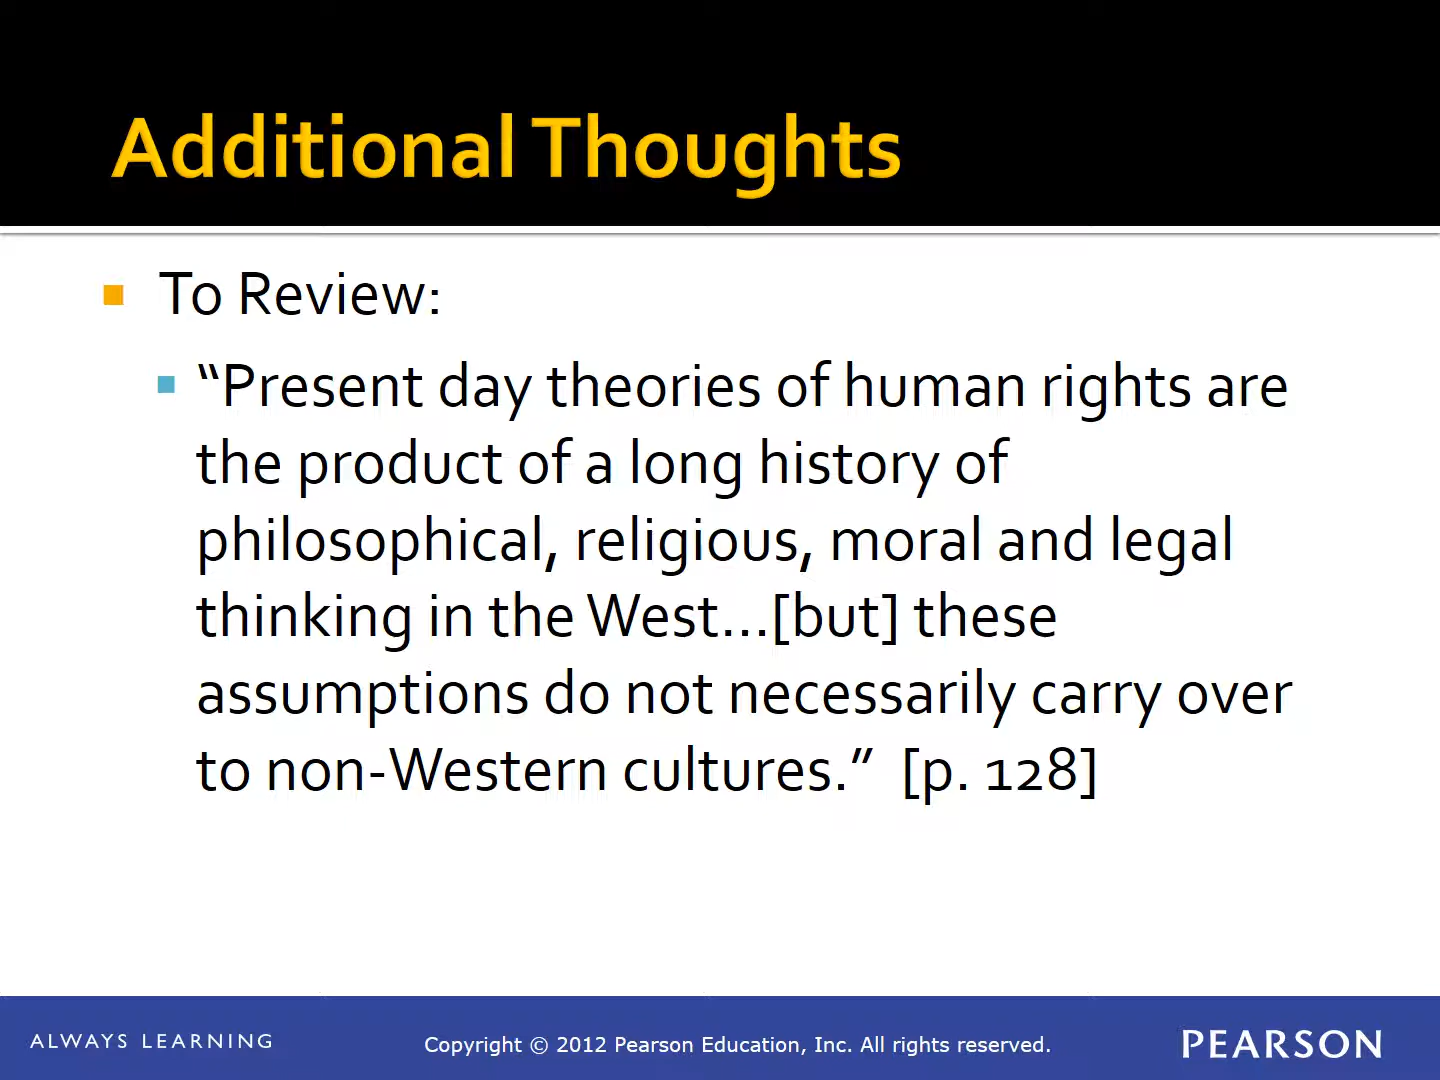 Additional Thoughts
To Review:
“Present day theories of human rights are
the product of a long history of
philosophical, religious, moral and legal
thinking in the West…[but] these
assumptions do not necessarily carry over
to non-Western cultures.” [p. 128]
ALWAYS LEARNING
Copyright © 2012 Pearson Education, Inc. All rights reserved.
PEARSON